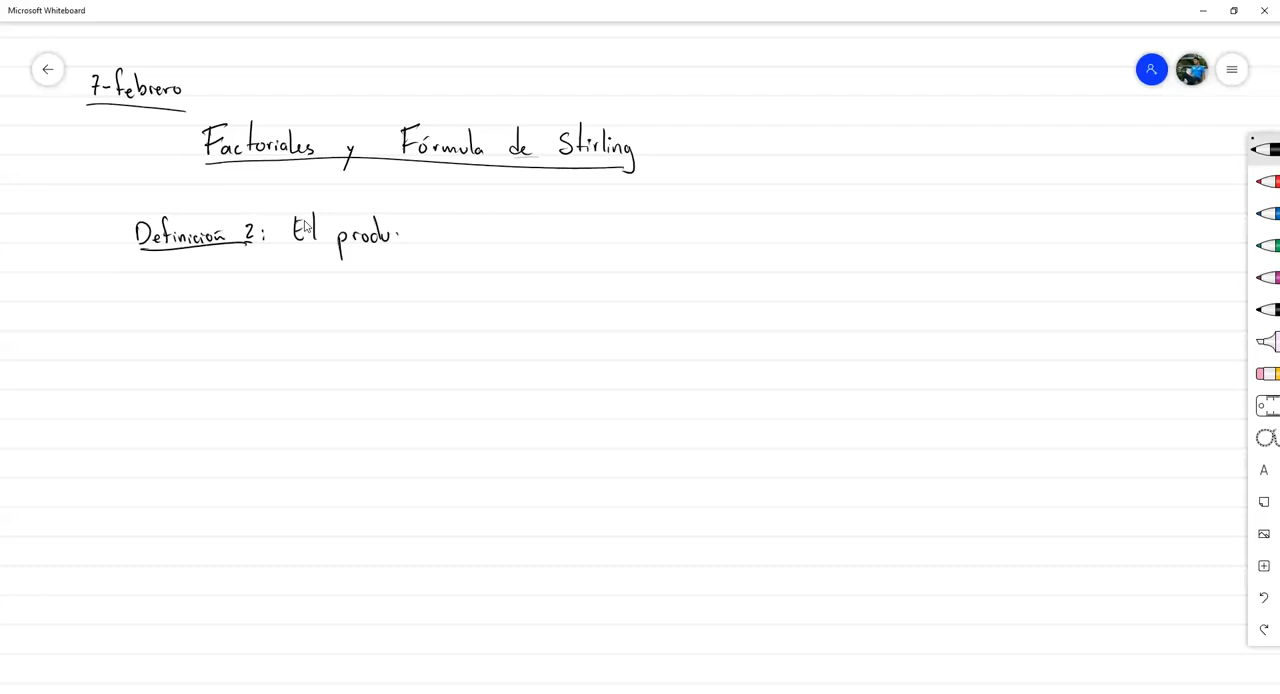 Microsoft Whiteboard
7-febrero
Factoriales y Fórmula de Stirling
Definición 2: El produ
A